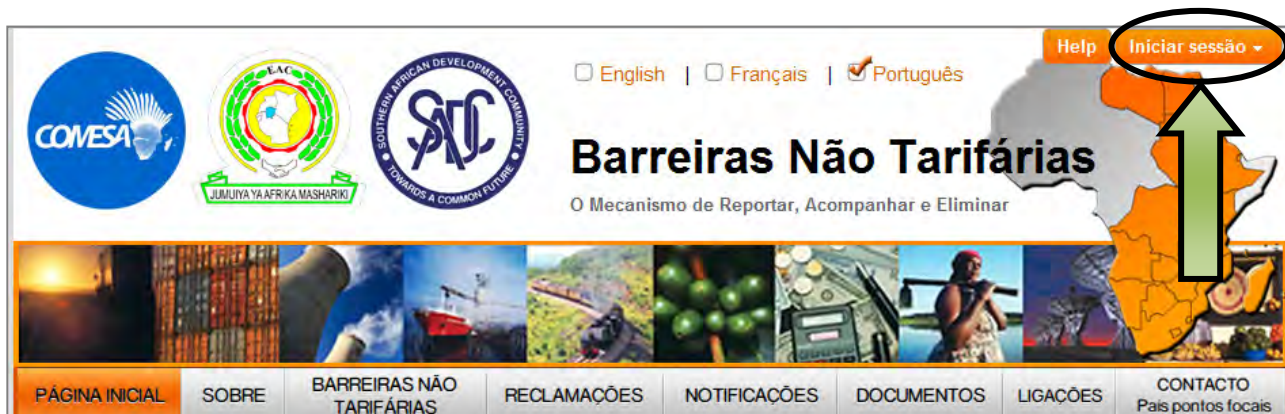 Help
Iniciar sessão
English | Français | Português
COMESA
EAC
JUMUIYA YA AFRIKA MASHARIKI
SOUTHERN AFRICAN DEVELOPMENT COMMUNITY
SADC
TOWARDS A COMMON FUTURE
Barreiras Não Tarifárias
O Mecanismo de Reportar, Acompanhar e Eliminar
PÁGINA INICIAL
SOBRE
BARREIRAS NÃO
TARIFÁRIAS
RECLAMAÇÕES
NOTIFICAÇÕES
DOCUMENTOS
LIGAÇÕES
CONTACTO
Pais pontos focais